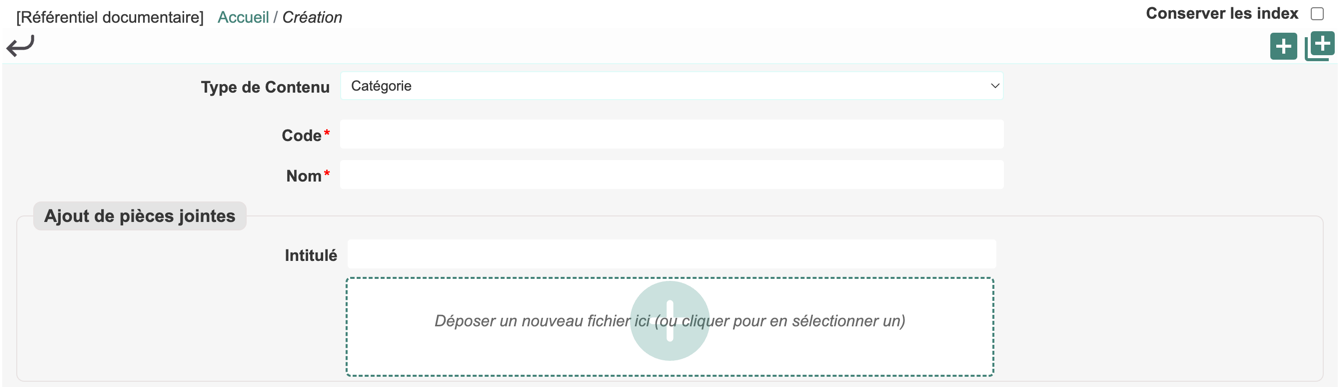 [Référentiel documentaire] Accueil / Création
Conserver les index
Type de Contenu Catégorie
Code*
Nom*
Ajout de pièces jointes
Intitulé
Déposer un nouveau fichier ici (ou cliquer pour en sélectionner un)